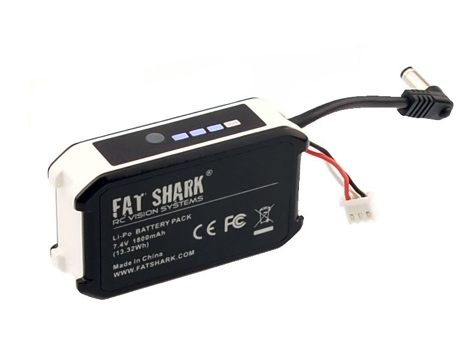 FAT SHARK®
RC VISION SYSTEMS
Li-Po BATTERY PACK
7.4V 1800mAh
(13.32Wh)
Made In China
WWW.FATSHARK.COM
CE FC